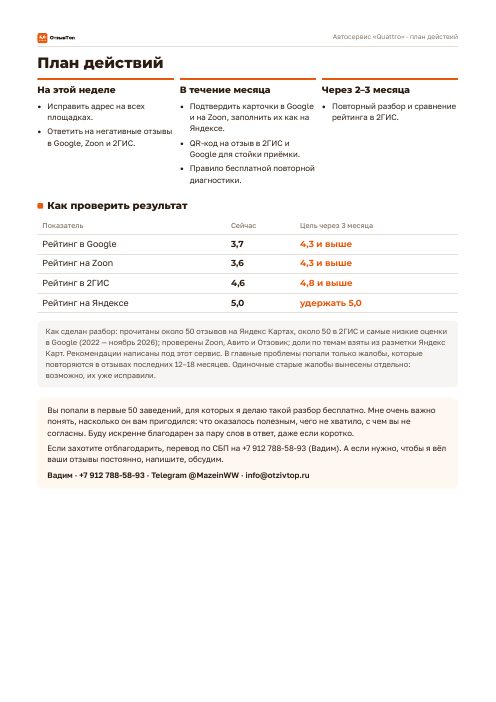 4,6
ОтзывТоп
Автосервис «Quattro» · план действий
План действий
На этой неделе
• Исправить адрес на всех
площадках.
• Ответить на негативные отзывы
в Google, Zoon и 2ГИС.
В течение месяца
• Подтвердить карточки в Google
и на Zoon, заполнить их как на
Яндексе.
• QR-код на отзыв в 2ГИС и
Google для стойки приёмки.
• Правило бесплатной повторной
диагностики.
Через 2–3 месяца
• Повторный разбор и сравнение
рейтинга в 2ГИС.
Как проверить результат
Показатель Сейчас Цель через 3 месяца
Рейтинг в Google 3,7 4,3 и выше
Рейтинг на Zoon 3,6 4,3 и выше
Рейтинг в 2ГИС 4,6 4,8 и выше
Рейтинг на Яндексе 5,0 удержать 5,0
Как сделан разбор: прочитаны около 50 отзывов на Яндекс Картах, около 50 в 2ГИС и самые низкие оценки
в Google (2022 — ноябрь 2026); проверены Zoon, Авито и Отзовик; доли по темам взяты из разметки Яндекс
Карт. Рекомендации написаны под этот сервис. В главные проблемы попали только жалобы, которые
повторяются в отзывах последних 12–18 месяцев. Одиночные старые жалобы вынесены отдельно:
возможно, их уже исправили.
Вы попали в первые 50 заведений, для которых я делаю такой разбор бесплатно. Мне очень важно
понять, насколько он вам пригодился: что оказалось полезным, чего не хватило, с чем вы не
согласны. Буду искренне благодарен за пару слов в ответ, даже если коротко.
Если захотите отблагодарить, перевод по СБП на +7 912 788-58-93 (Вадим). А если нужно, чтобы я вёл
ваши отзывы постоянно, напишите, обсудим.
Вадим · +7 912 788-58-93 · Telegram @MazeinWW · info@otzivtop.ru